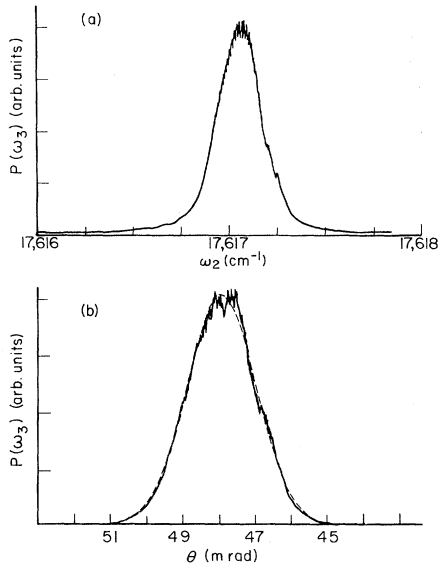 (a)
P(ω3) (arb. units)
17,616 17,617 17,618
ω2 (cm⁻¹)
(b)
P(ω3) (arb. units)
51 49 47 45
θ (m rad)